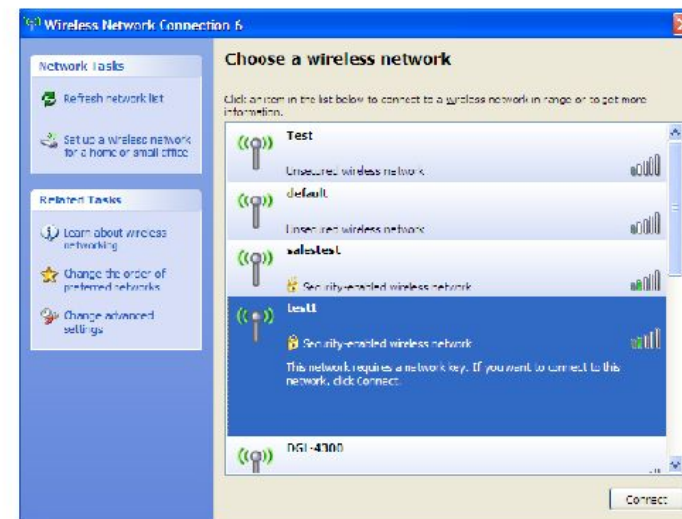 Wireless Network Connection 6
Network Tasks
Refresh network list
Set up a wireless network
for a home or small office
Related Tasks
Learn about wireless
networking
Change the order of
preferred networks
Change advanced
settings
Choose a wireless network
Click an item in the list below to connect to a wireless network in range or to get more
information.
Test
Unsecured wireless network
default
Unsecured wireless network
salestest
Security-enabled wireless network
test1
Security-enabled wireless network
This network requires a network key. If you want to connect to this
network, click Connect.
DGL-4300
Connect